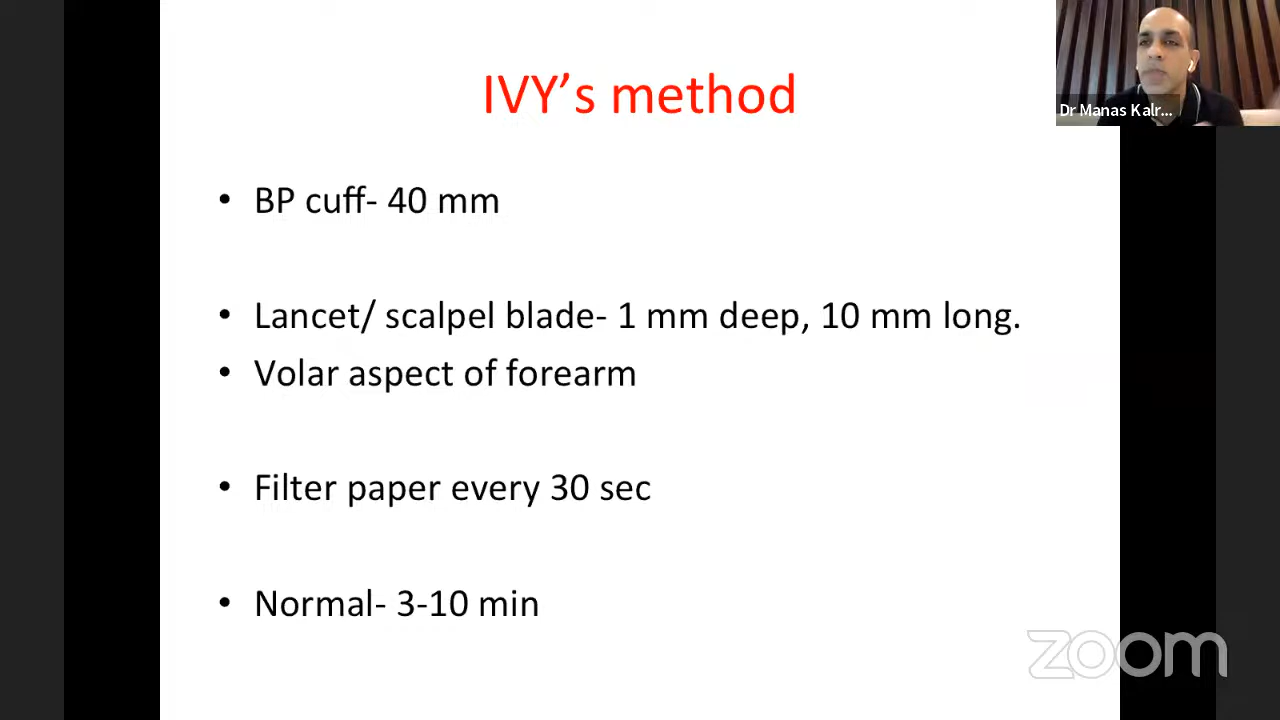 IVY’s method
Dr Manas Kalr...
• BP cuff- 40 mm
• Lancet/ scalpel blade- 1 mm deep, 10 mm long.
• Volar aspect of forearm
• Filter paper every 30 sec
• Normal- 3-10 min
zoom